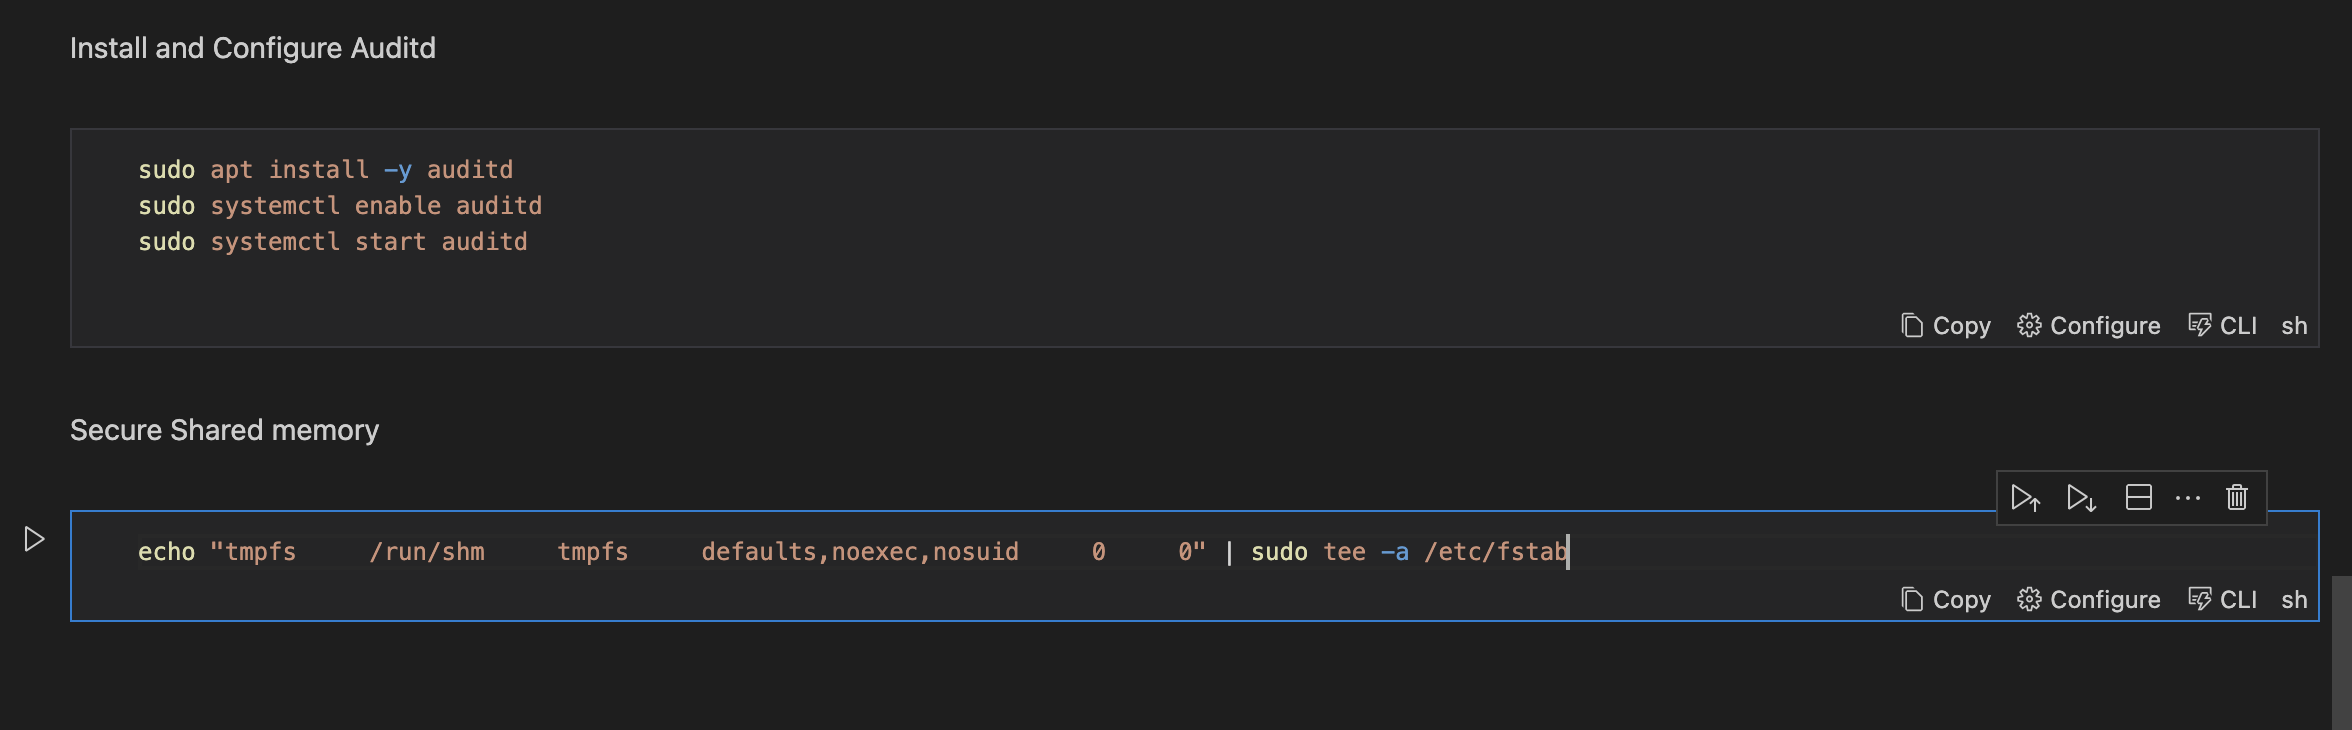 Install and Configure Auditd
sudo apt install -y auditd
sudo systemctl enable auditd
sudo systemctl start auditd
Copy Configure CLI sh
Secure Shared memory
echo "tmpfs     /run/shm     tmpfs     defaults,noexec,nosuid     0     0" | sudo tee -a /etc/fstab
Copy Configure CLI sh